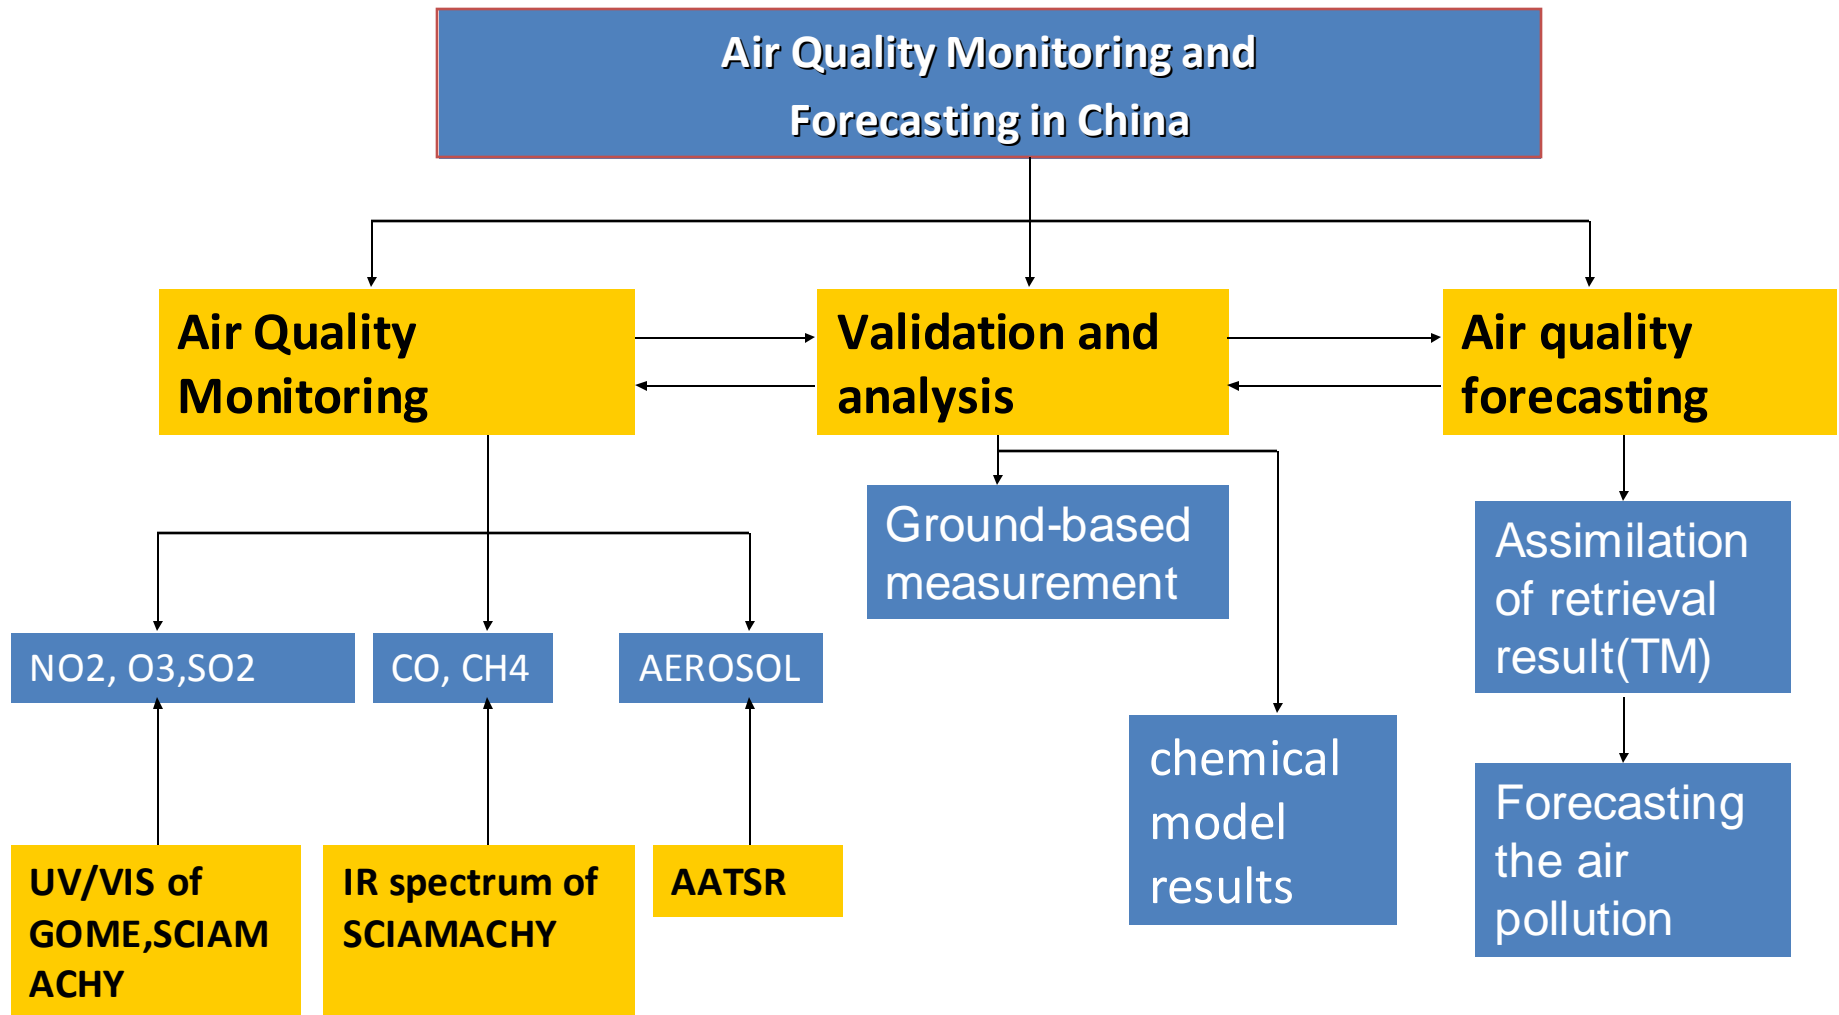 Air Quality Monitoring and
Forecasting in China
Air Quality
Monitoring
Validation and
analysis
Air quality
forecasting
Ground-based
measurement
Assimilation
of retrieval
result(TM)
NO2, O3,SO2
CO, CH4
AEROSOL
chemical
model
results
Forecasting
the air
pollution
UV/VIS of
GOME,SCIAM
ACHY
IR spectrum of
SCIAMACHY
AATSR